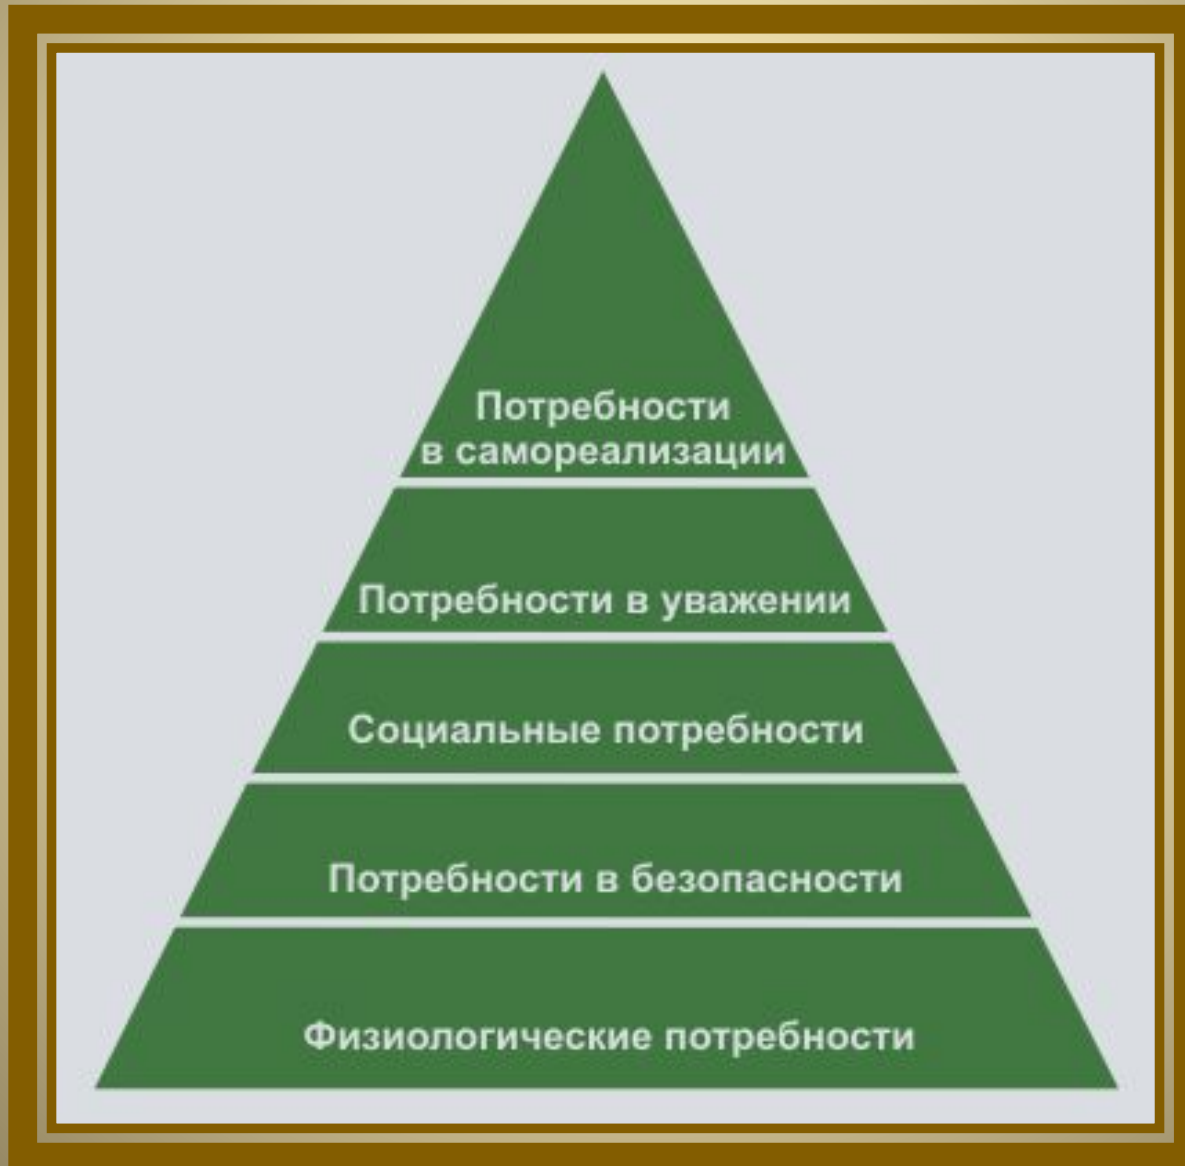 Потребности
в самореализации
Потребности в уважении
Социальные потребности
Потребности в безопасности
Физиологические потребности